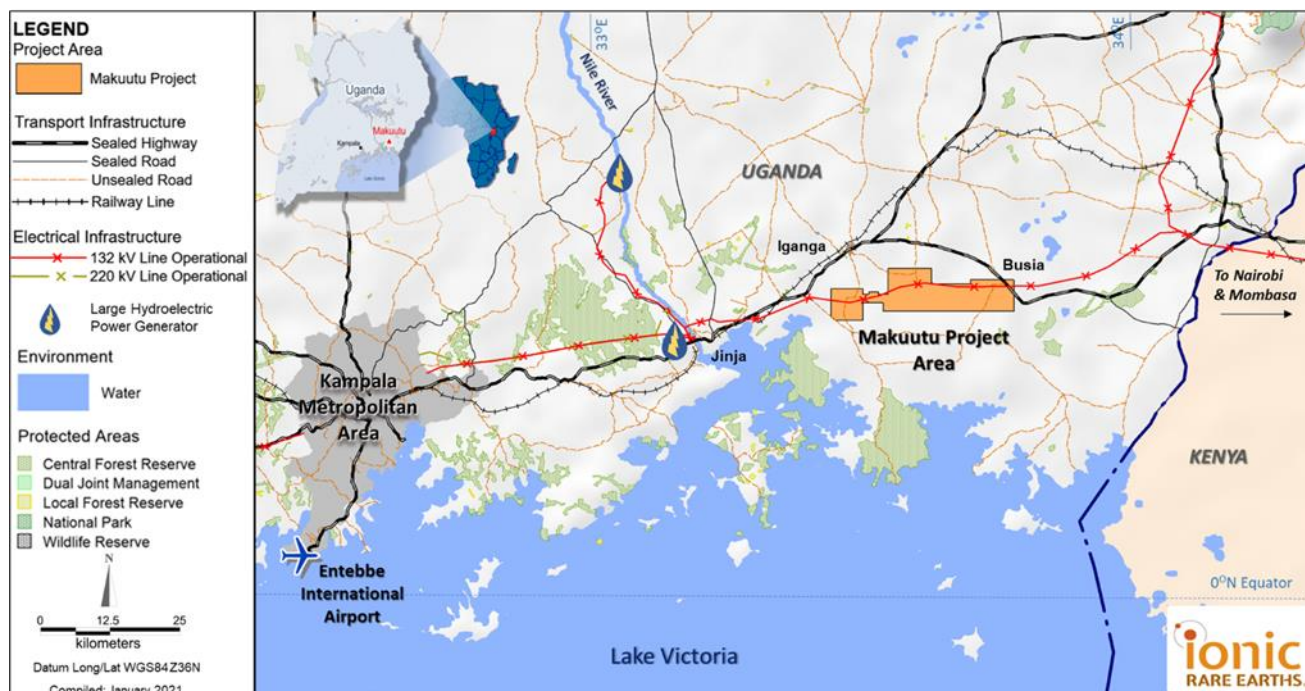 LEGEND
Project Area
Makuutu Project
Transport Infrastructure
Sealed Highway
Sealed Road
Unsealed Road
Railway Line
Electrical Infrastructure
132 kV Line Operational
220 kV Line Operational
Large Hydroelectric
Power Generator
Environment
Water
Protected Areas
Central Forest Reserve
Dual Joint Management
Local Forest Reserve
National Park
Wildlife Reserve
N
0 12.5 25
kilometers
Datum Long/Lat WGS84Z36N
Compiled: January 2021
Uganda
Makuutu
Kampala
33°E
34°E
Nile River
UGANDA
Iganga
Busia
To Nairobi
& Mombasa
Jinja
Makuutu Project
Area
Kampala
Metropolitan
Area
KENYA
Entebbe
International
Airport
0°N Equator
Lake Victoria
ionic
RARE EARTHS